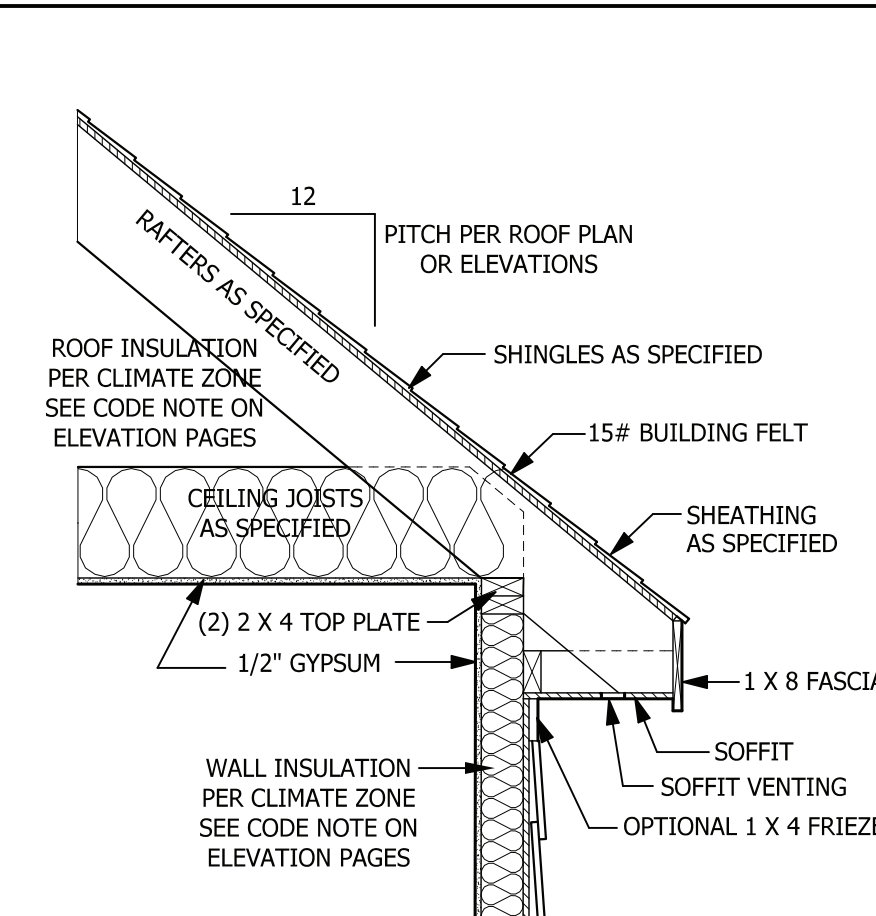 12
PITCH PER ROOF PLAN
OR ELEVATIONS
RAFTERS AS SPECIFIED
ROOF INSULATION
PER CLIMATE ZONE
SEE CODE NOTE ON
ELEVATION PAGES
SHINGLES AS SPECIFIED
15# BUILDING FELT
CEILING JOISTS
AS SPECIFIED
SHEATHING
AS SPECIFIED
(2) 2 X 4 TOP PLATE
1/2" GYPSUM
1 X 8 FASCIA
SOFFIT
SOFFIT VENTING
OPTIONAL 1 X 4 FRIEZE
WALL INSULATION
PER CLIMATE ZONE
SEE CODE NOTE ON
ELEVATION PAGES